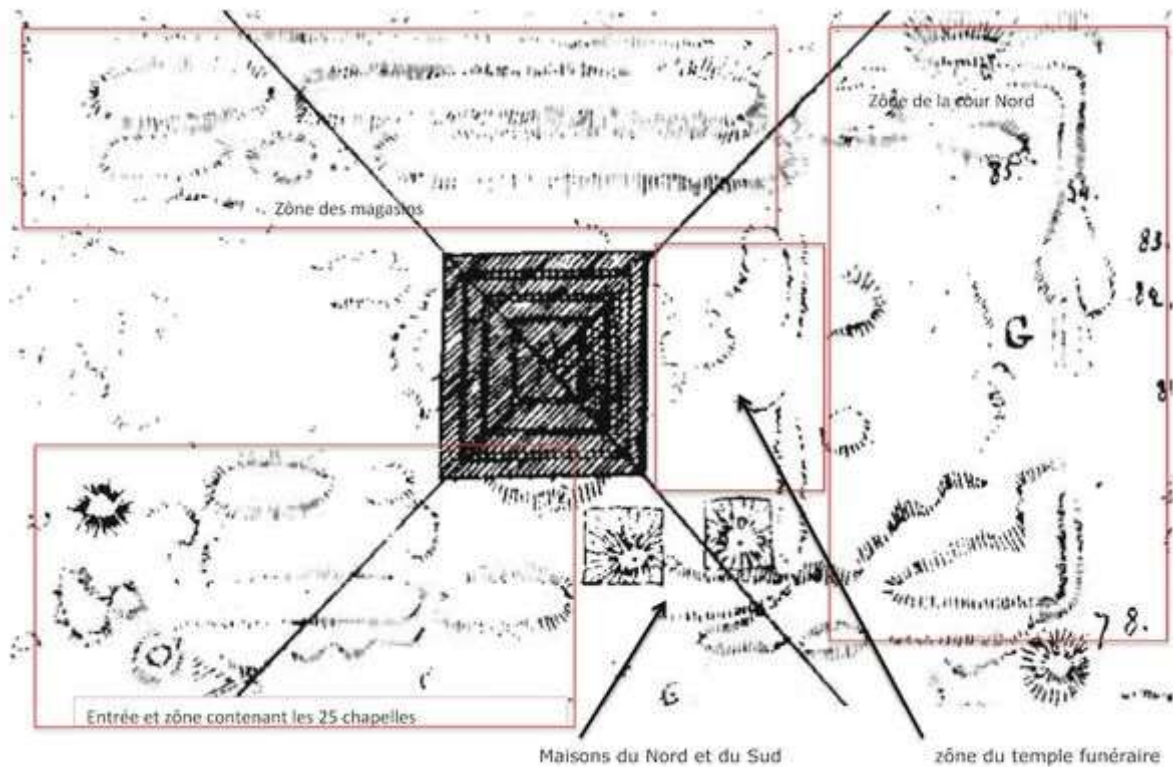 Zône de la cour Nord
85.
54.
Zône des magasins
83
82.
G
8
78.
Entrée et zône contenant les 25 chapelles
G
Maisons du Nord et du Sud
zône du temple funéraire